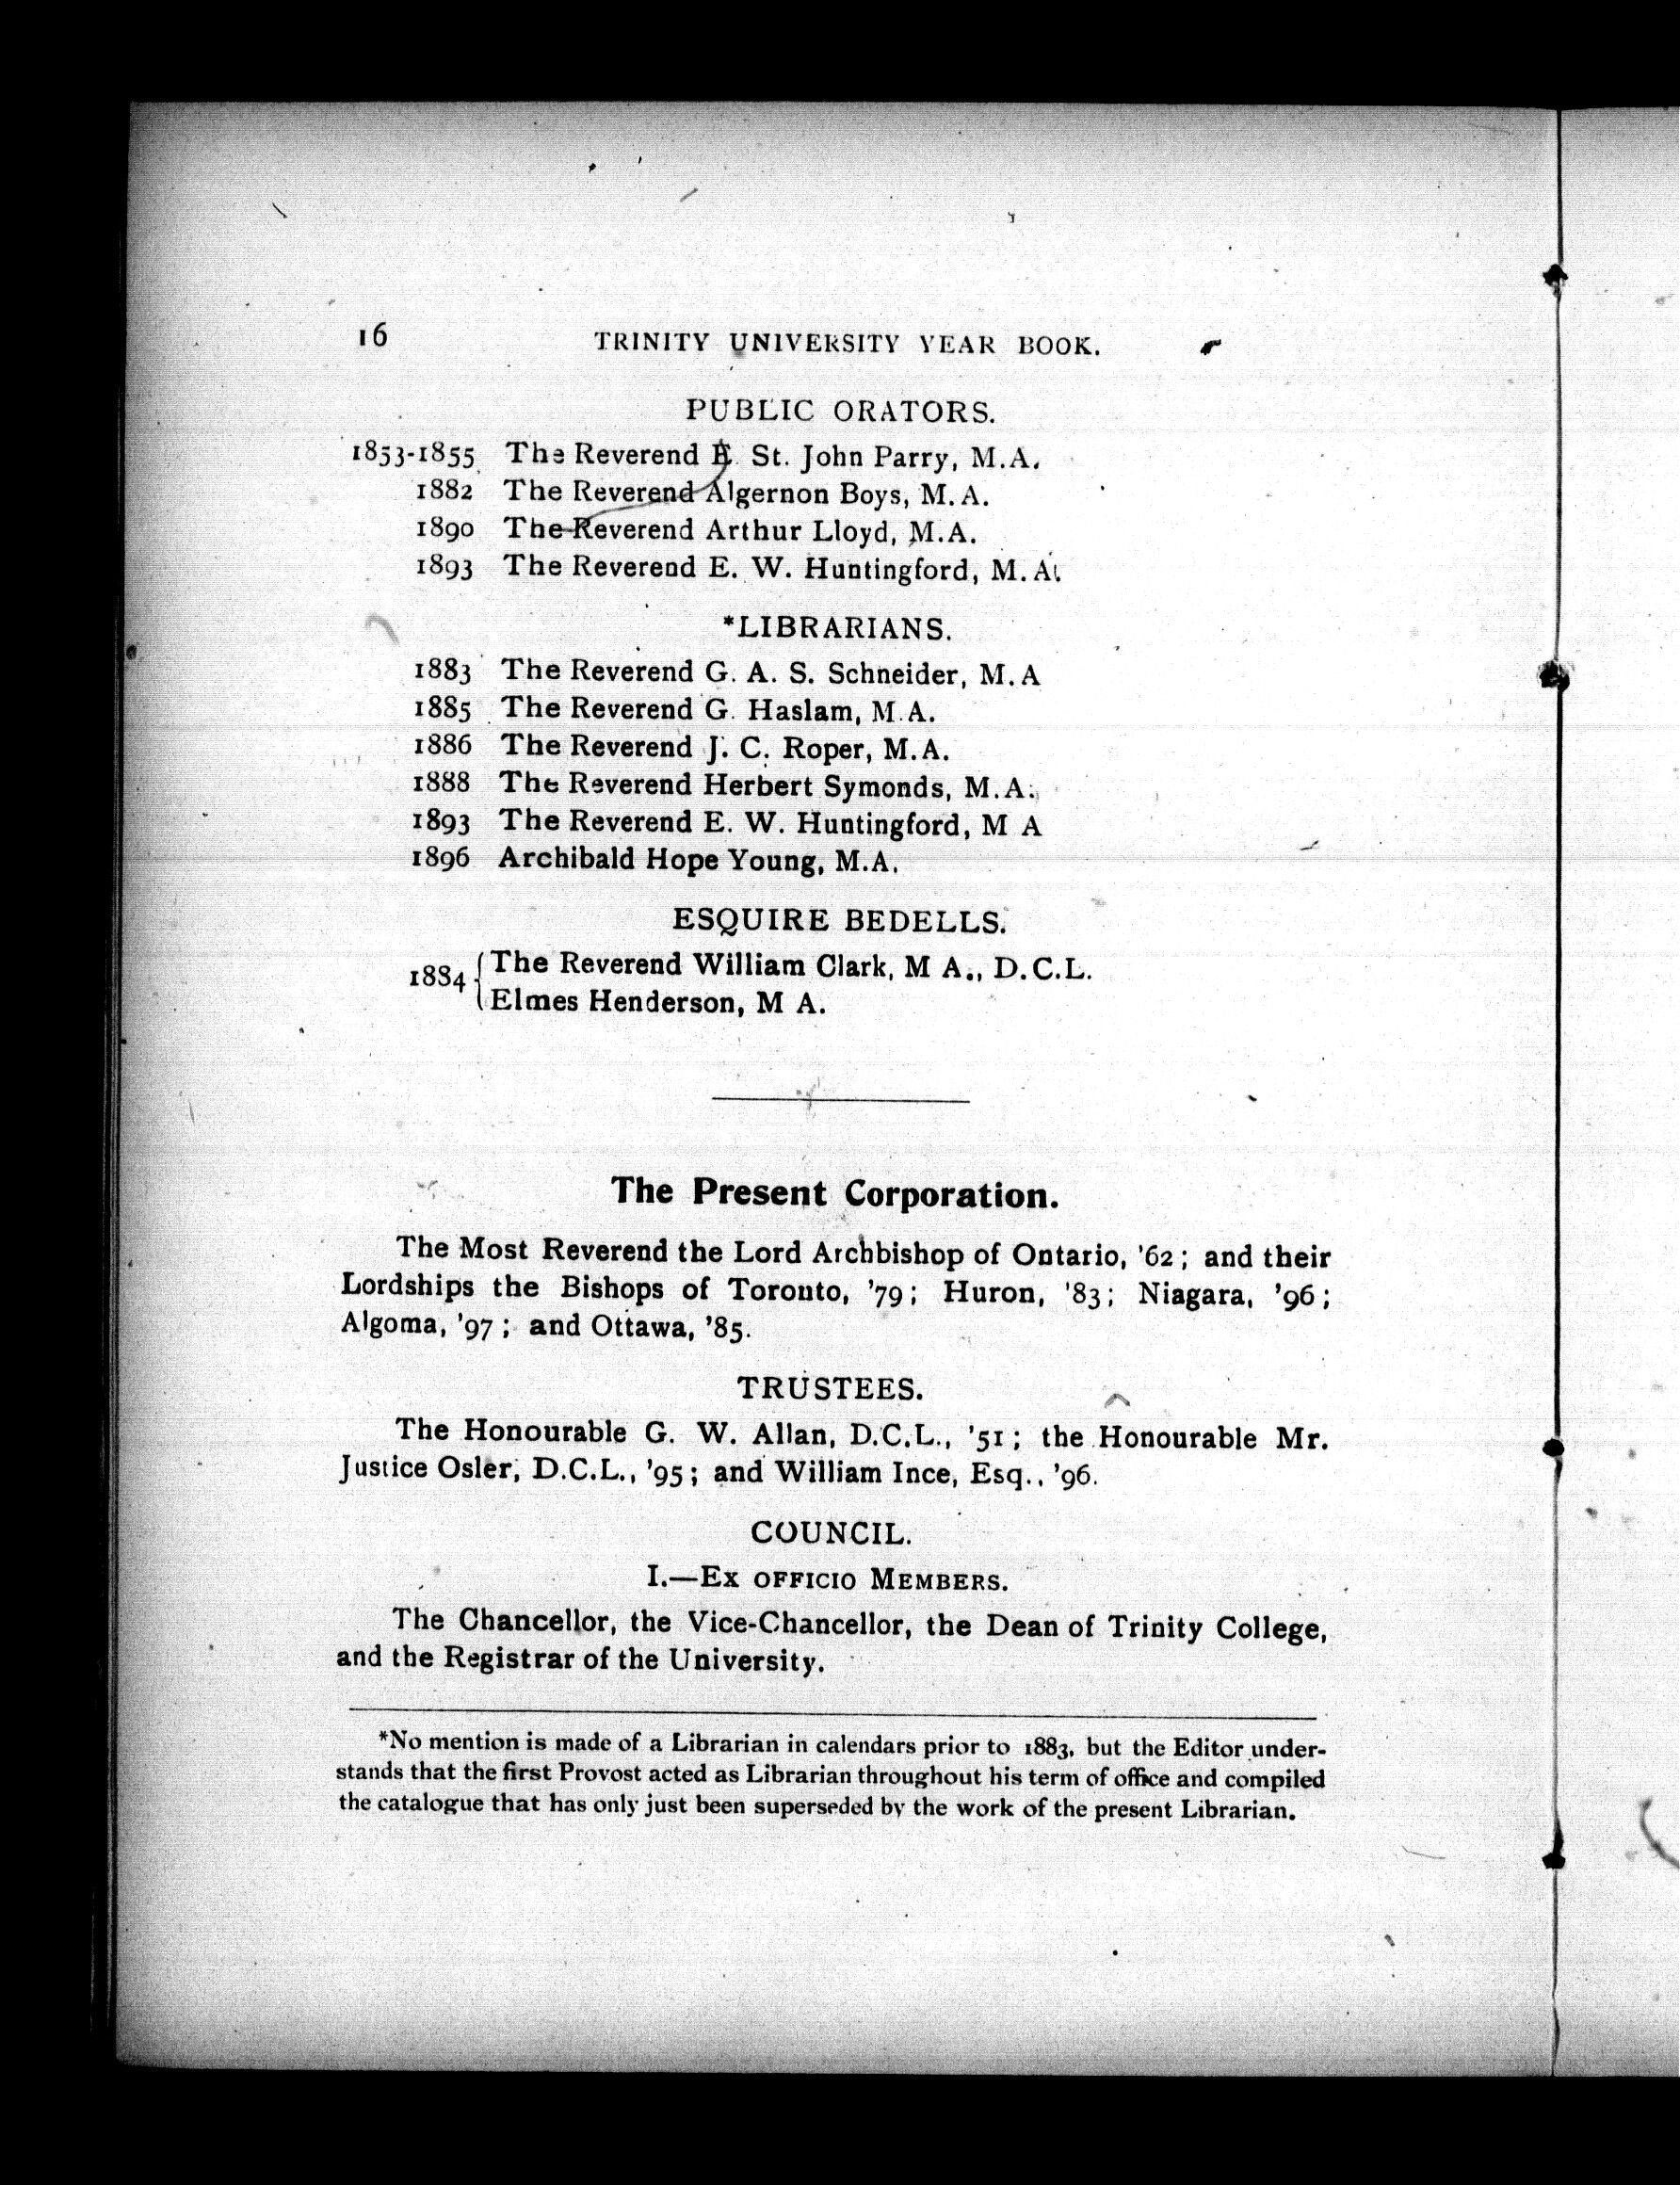 16 TRINITY UNIVERSITY YEAR BOOK.
PUBLIC ORATORS.
1853-1855 The Reverend E. St. John Parry, M.A.
1882 The Reverend Algernon Boys, M.A.
1890 The Reverend Arthur Lloyd, M.A.
1893 The Reverend E. W. Huntingford, M.A.
*LIBRARIANS.
1883 The Reverend G. A. S. Schneider, M.A
1885 The Reverend G. Haslam, M.A.
1886 The Reverend J. C. Roper, M.A.
1888 The Reverend Herbert Symonds, M.A.
1893 The Reverend E. W. Huntingford, M A
1896 Archibald Hope Young, M.A.
ESQUIRE BEDELLS.
1884 { The Reverend William Clark, M A., D.C.L.
Elmes Henderson, M A.
The Present Corporation.
The Most Reverend the Lord Archbishop of Ontario, '62; and their
Lordships the Bishops of Toronto, '79; Huron, '83; Niagara, '96;
Algoma, '97; and Ottawa, '85.
TRUSTEES.
The Honourable G. W. Allan, D.C.L., '51; the Honourable Mr.
Justice Osler, D.C.L., '95; and William Ince, Esq., '96.
COUNCIL.
I.—EX OFFICIO MEMBERS.
The Chancellor, the Vice-Chancellor, the Dean of Trinity College,
and the Registrar of the University.
*No mention is made of a Librarian in calendars prior to 1883, but the Editor under-
stands that the first Provost acted as Librarian throughout his term of office and compiled
the catalogue that has only just been superseded by the work of the present Librarian.